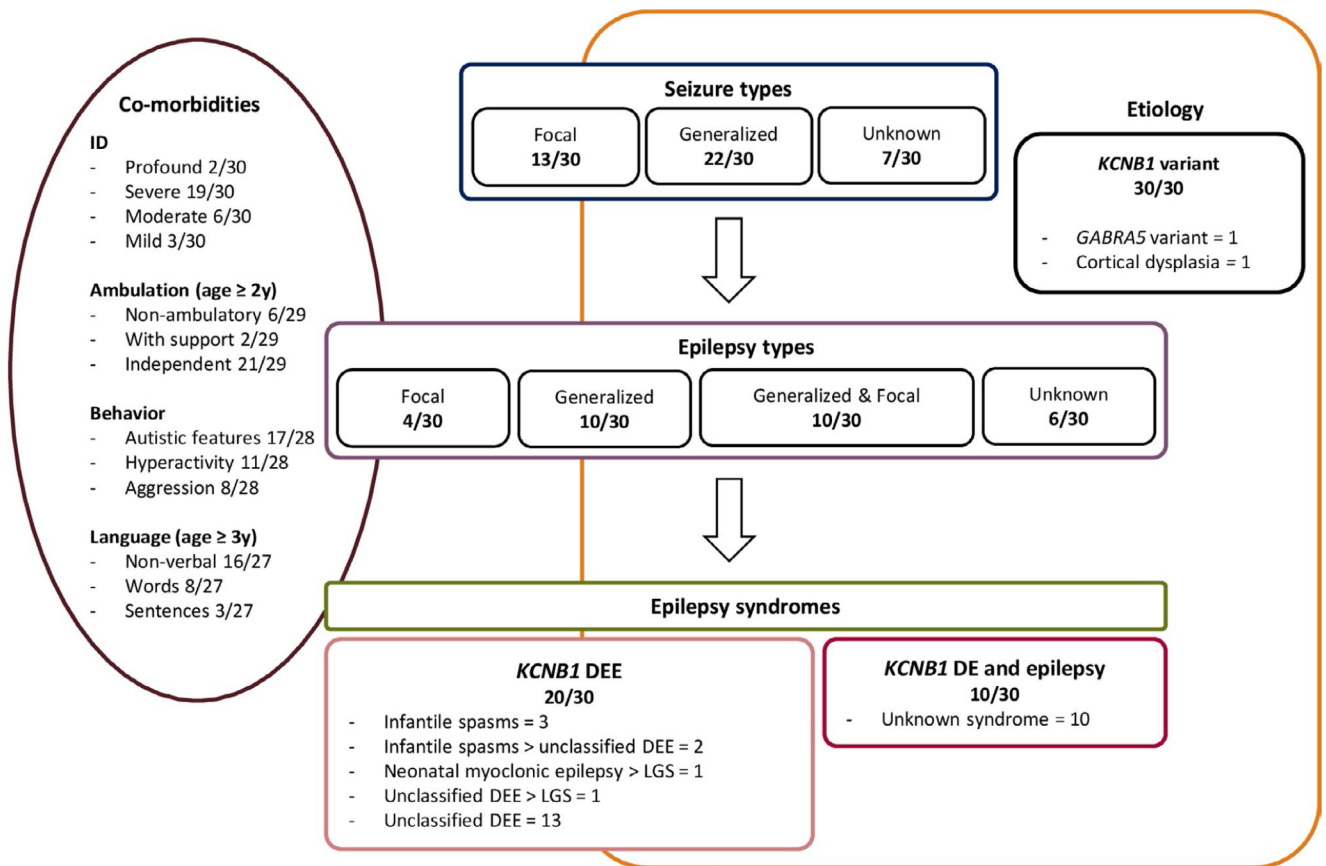 Co-morbidities
ID
- Profound 2/30
- Severe 19/30
- Moderate 6/30
- Mild 3/30
Ambulation (age ≥ 2y)
- Non-ambulatory 6/29
- With support 2/29
- Independent 21/29
Behavior
- Autistic features 17/28
- Hyperactivity 11/28
- Aggression 8/28
Language (age ≥ 3y)
- Non-verbal 16/27
- Words 8/27
- Sentences 3/27
Seizure types
Focal
13/30
Generalized
22/30
Unknown
7/30
Etiology
KCNB1 variant
30/30
- GABRA5 variant = 1
- Cortical dysplasia = 1
Epilepsy types
Focal
4/30
Generalized
10/30
Generalized & Focal
10/30
Unknown
6/30
Epilepsy syndromes
KCNB1 DEE
20/30
- Infantile spasms = 3
- Infantile spasms > unclassified DEE = 2
- Neonatal myoclonic epilepsy > LGS = 1
- Unclassified DEE > LGS = 1
- Unclassified DEE = 13
KCNB1 DE and epilepsy
10/30
- Unknown syndrome = 10